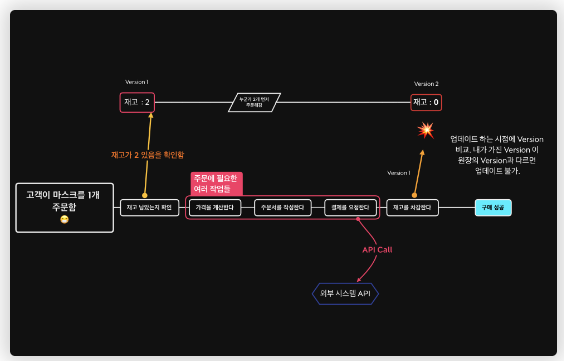 Version 1
Version 2
재고 : 2
누군가 2개 먼저
주문해감
재고 : 0
재고가 2 있음을 확인함
업데이트 하는 시점에 Version
비교. 내가 가진 Version 이
원장의 Version과 다르면
업데이트 불가.
Version 1
주문에 필요한
여러 작업들
고객이 마스크를 1개
주문함
재고 남았는지 확인
가격을 계산한다
주문서를 작성한다
결제를 요청한다
재고를 차감한다
구매 성공
API Call
외부 시스템 API